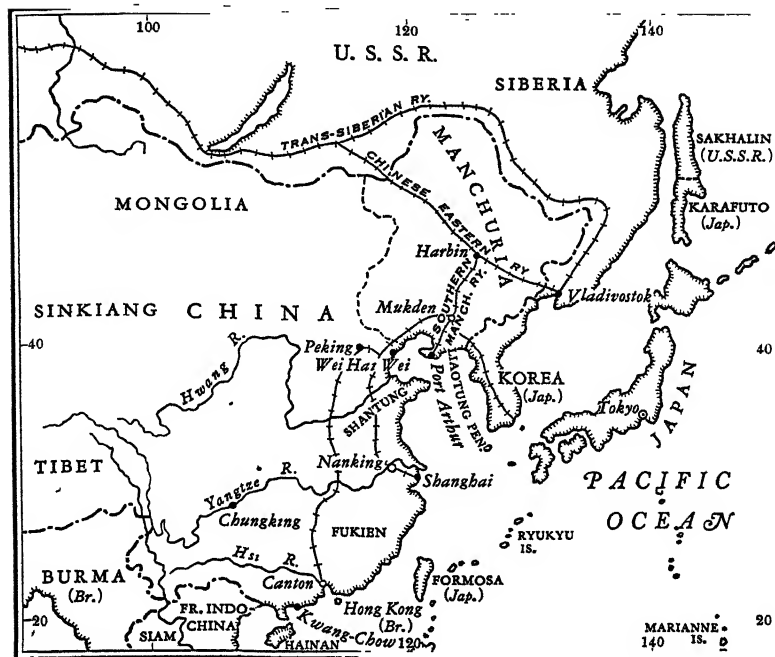 100
120
140
U. S. S. R.
SIBERIA
TRANS-SIBERIAN RY.
SAKHALIN
(U.S.S.R.)
MANCHURIA
CHINESE EASTERN RY
MONGOLIA
KARAFUTO
(Jap.)
Harbin
SOUTHERN
MANCH. RY.
Vladivostok
SINKIANG
CHINA
Mukden
40
Peking
40
Wei Hai Wei
Hwang R.
Port Arthur
LIAOTUNG PEND
KOREA
(Jap.)
SHANTUNG
Tokyo
JAPAN
TIBET
Nanking
Shanghai
PACIFIC
OCEAN
Yangtze R.
Chungking
FUKIEN
RYUKYU
IS.
Hsi R.
BURMA
(Br.)
Canton
FORMOSA
(Jap.)
FR. INDO-
CHINA
Hong Kong
(Br.)
Kwang-Chow
20
SIAM
HAINAN
120
140
MARIANNE
IS.
20